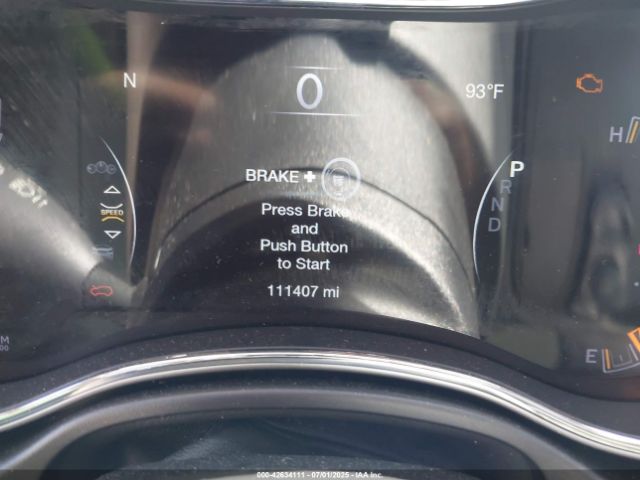 N
0
93°F
H
BRAKE +
P
R
N
D
SPEED
Press Brake
and
Push Button
to Start
111407 mi
E
000-42634111 - 07/01/2025 - IAA Inc.